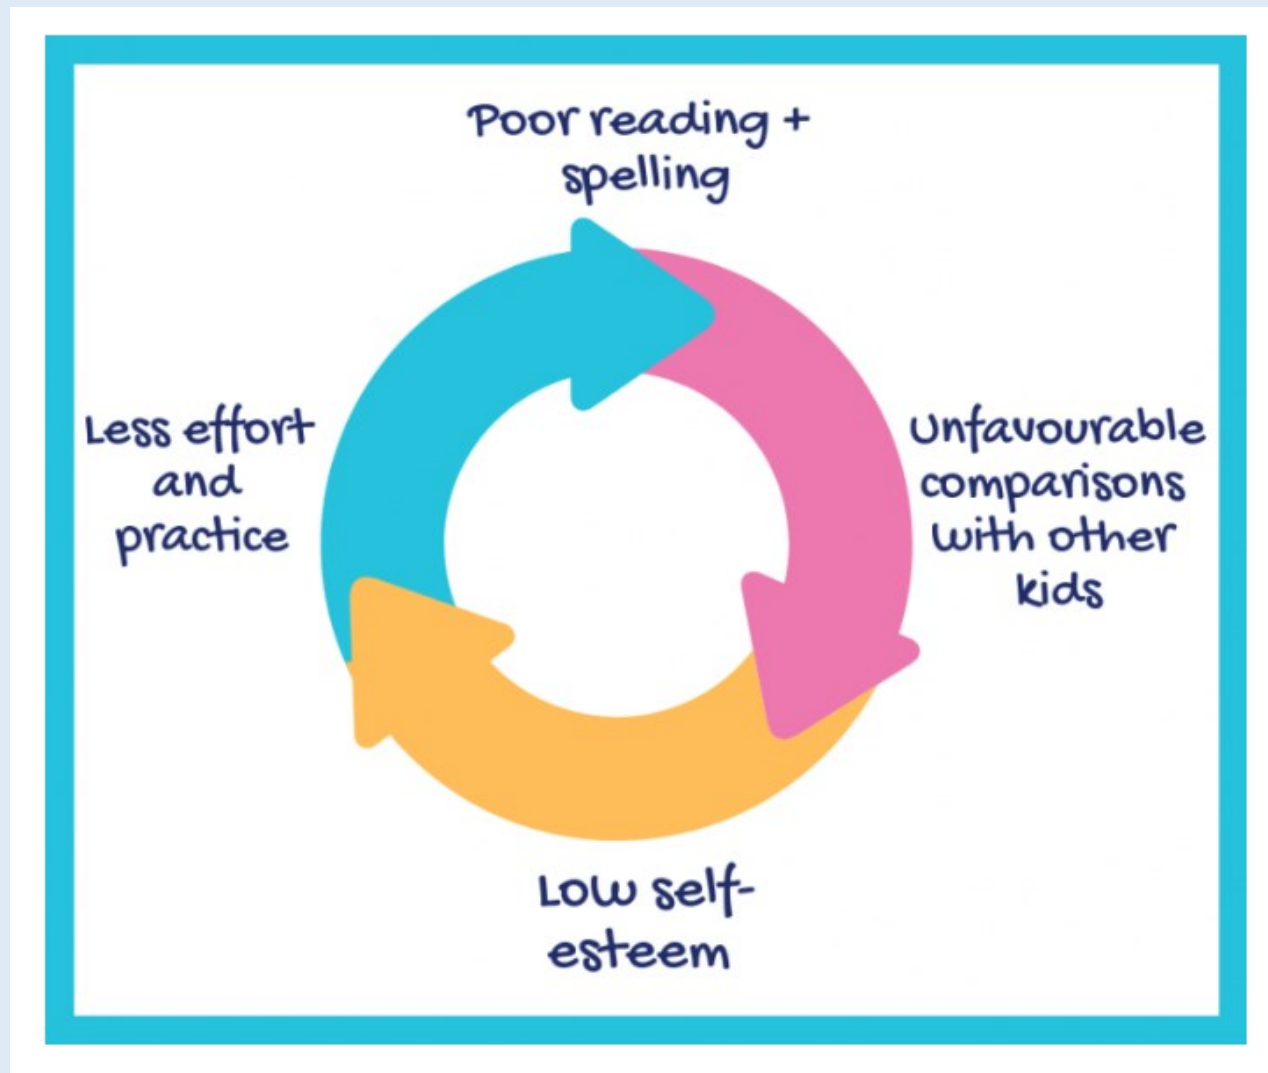 Poor reading +
spelling
Unfavourable
comparisons
with other
kids
Low self-
esteem
Less effort
and
practice